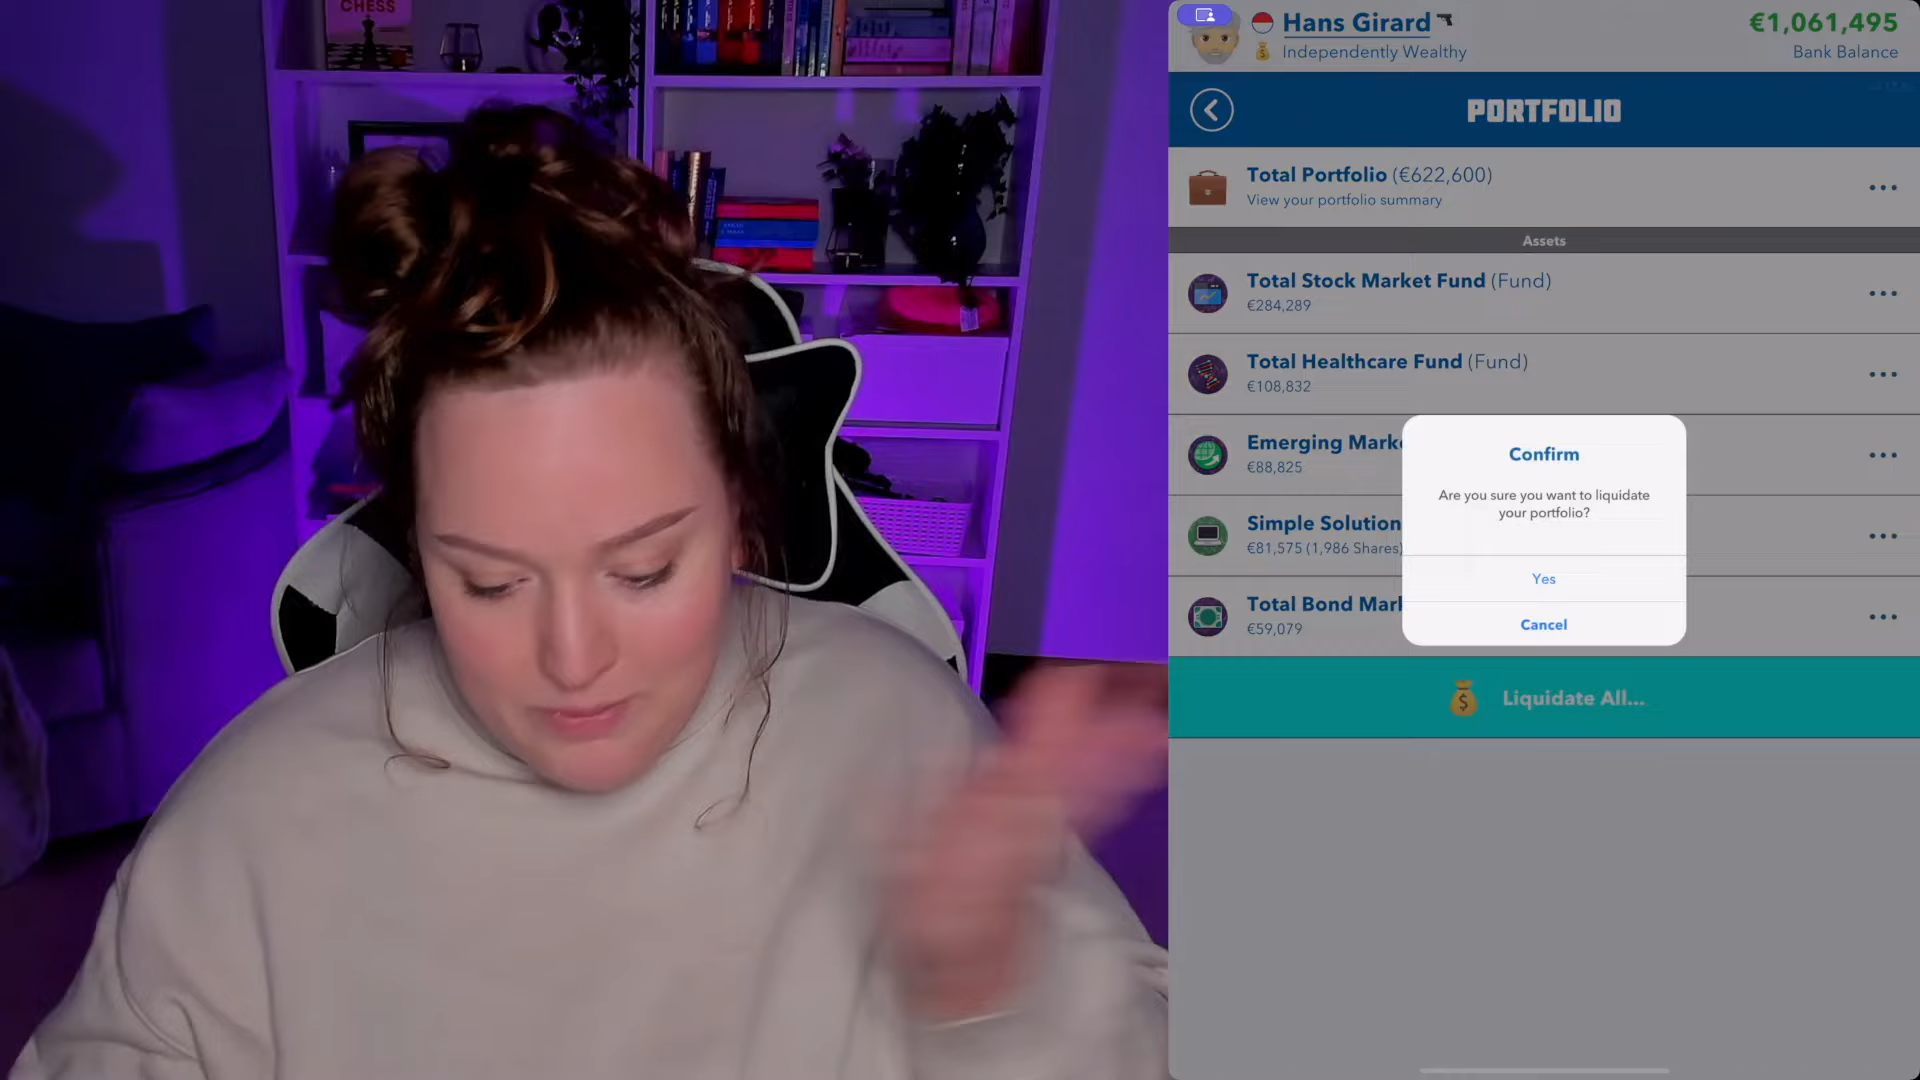 CHESS
Hans Girard
Independently Wealthy
€1,061,495
Bank Balance
PORTFOLIO
Total Portfolio (€622,600)
View your portfolio summary
Assets
Total Stock Market Fund (Fund)
€284,289
Total Healthcare Fund (Fund)
€108,832
Emerging
€88,825
Simple
€81,575 (1,986 Shares)
Total Bond
€59,079
Confirm
Are you sure you want to liquidate
your portfolio?
Yes
Cancel
Liquidate All...